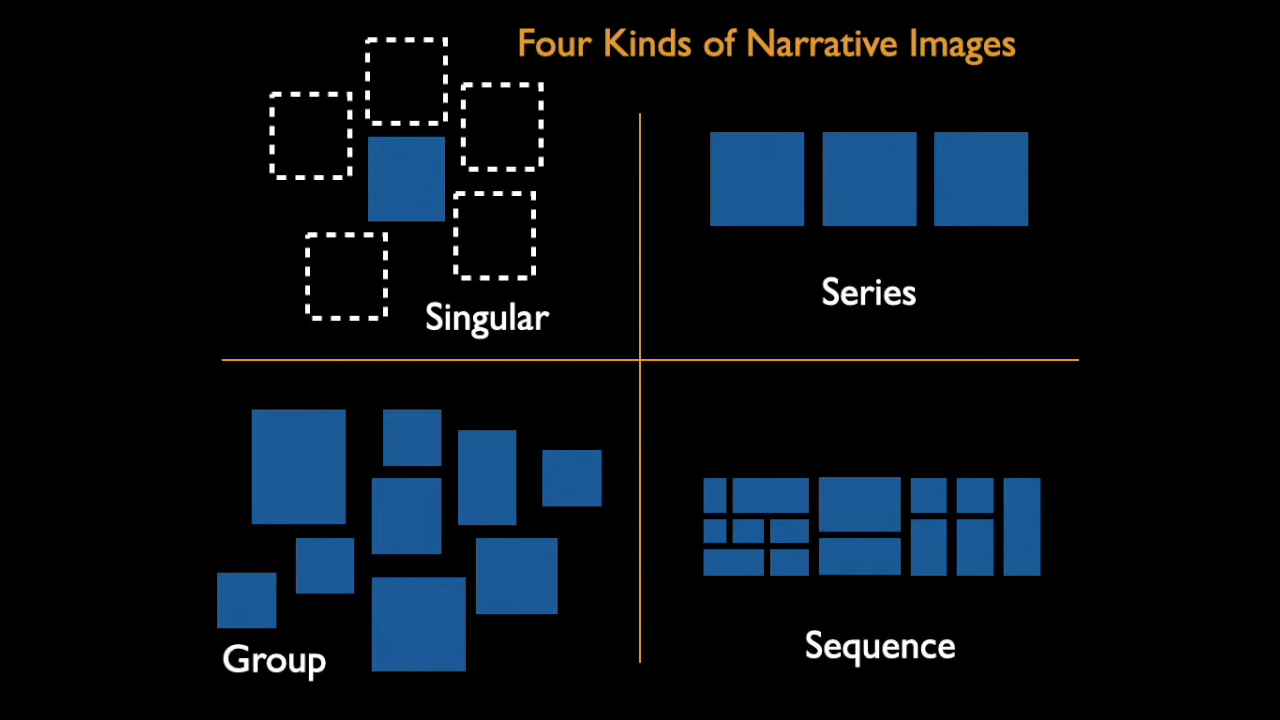 Four Kinds of Narrative Images
Singular
Series
Group
Sequence